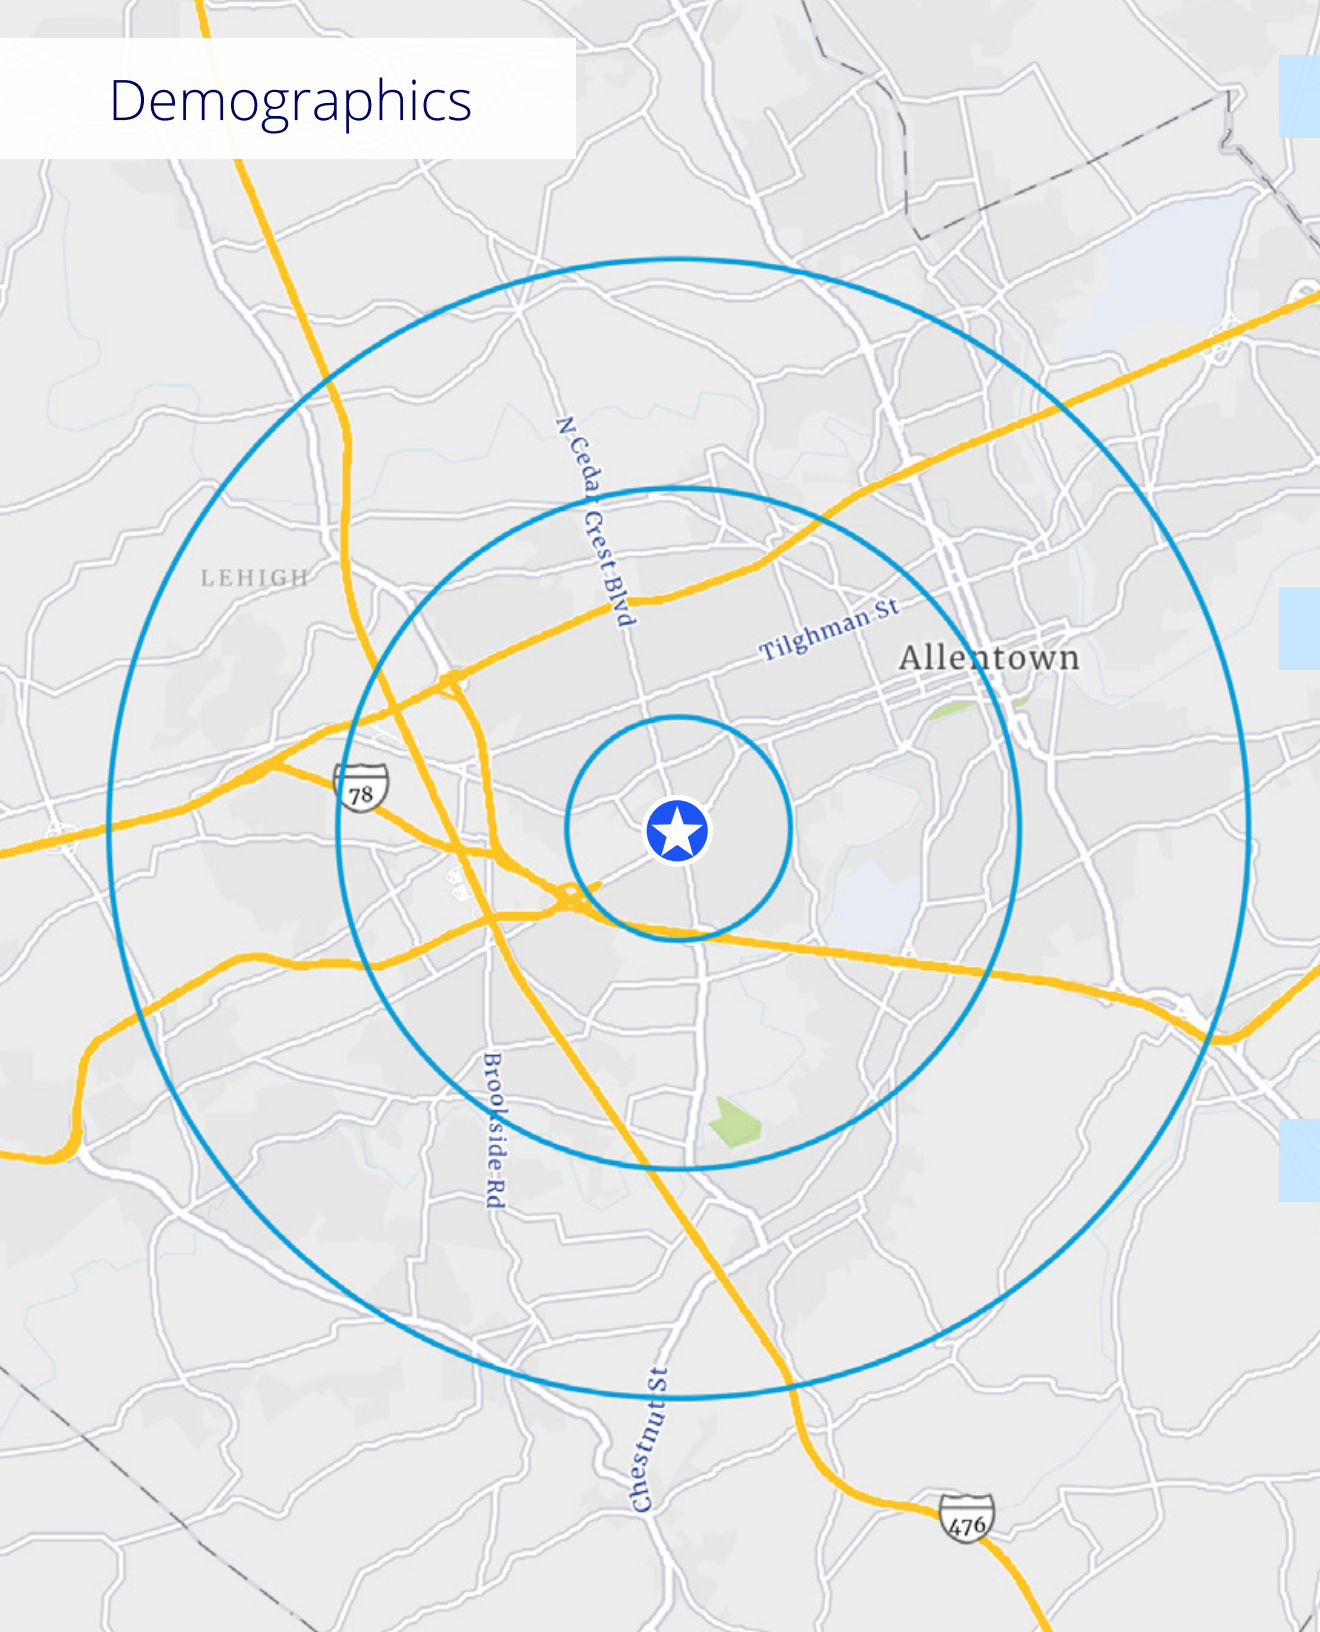 Demographics
N Cedar Crest Blvd
LEHIGH
Tilghman St
Allentown
78
Brookside Rd
Chestnut St
476